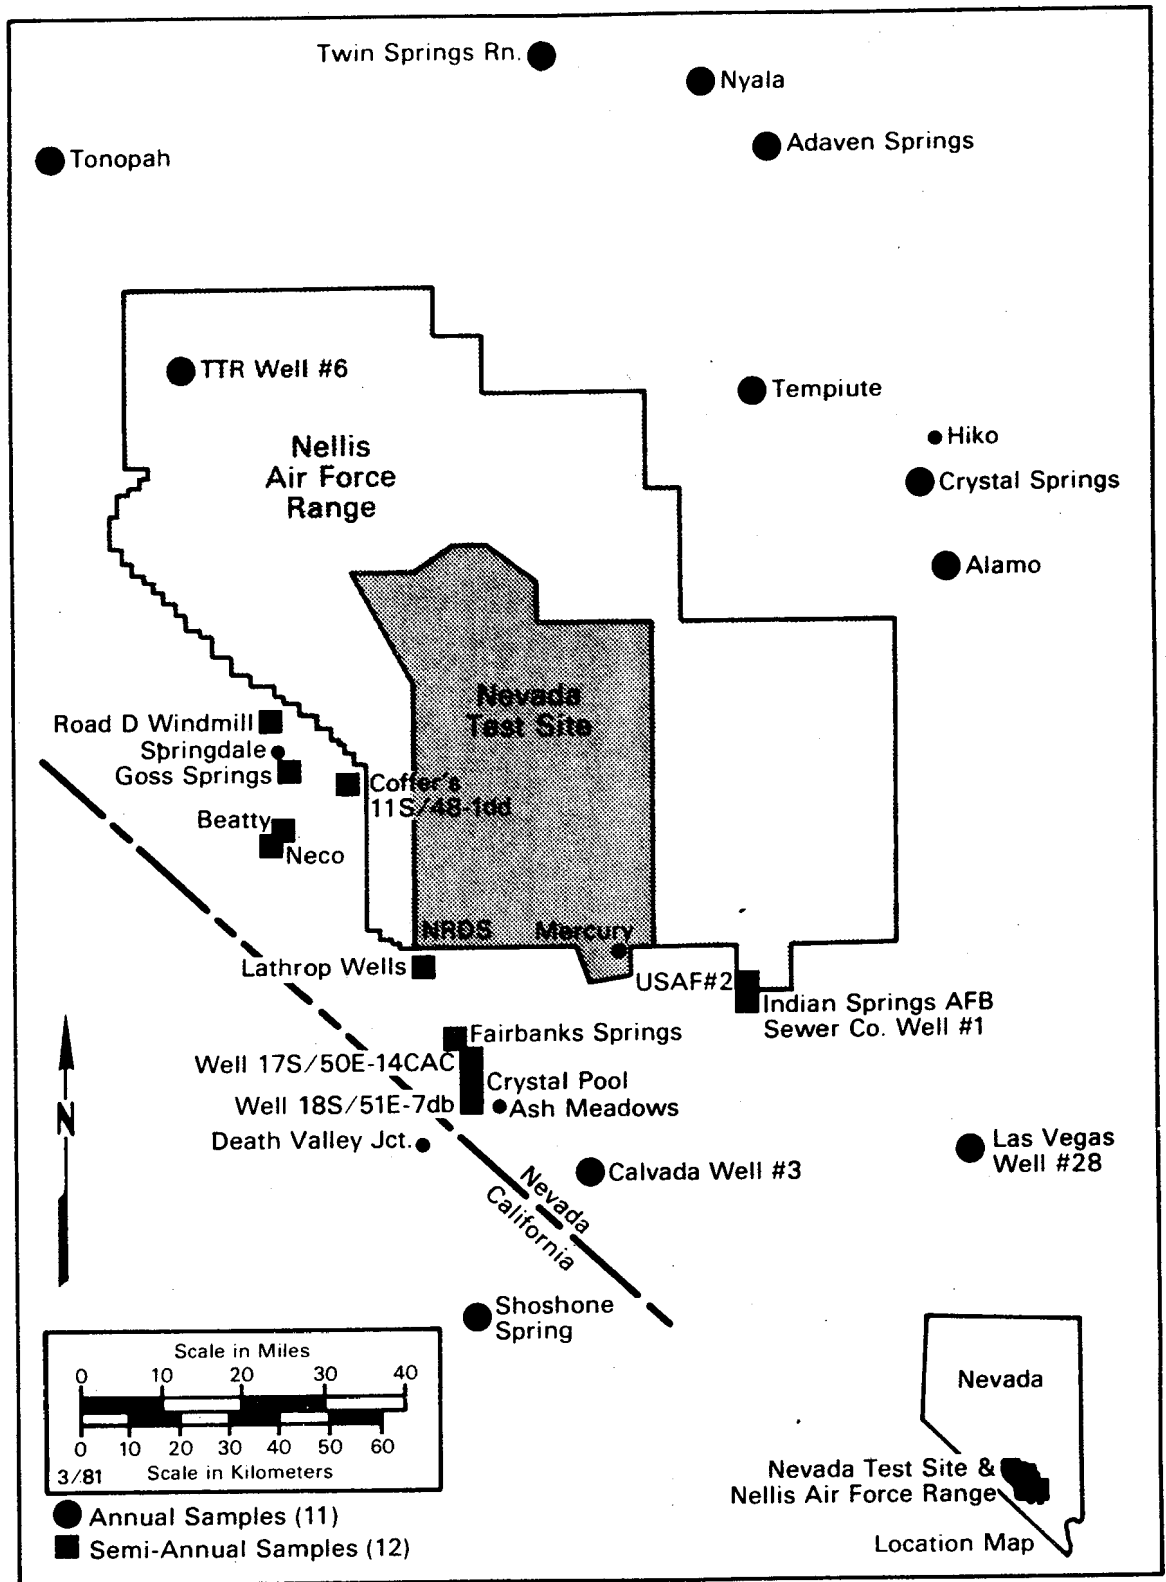 Twin Springs Rn.
Nyala
Adaven Springs
Tonopah
TTR Well #6
Tempiute
Hiko
Nellis
Air Force
Range
Crystal Springs
Alamo
Nevada
Test Site
Road D Windmill
Springdale
Goss Springs
Coffer's
11S/48-1dd
Beatty
Neco
NRDS
Mercury
Lathrop Wells
USAF#2
Indian Springs AFB
Sewer Co. Well #1
Fairbanks Springs
Well 17S/50E-14CAC
Crystal Pool
Well 18S/51E-7db
Ash Meadows
Death Valley Jct.
Las Vegas
Well #28
Calvada Well #3
Nevada
California
N
Shoshone
Spring
Scale in Miles
0 10 20 30 40
0 10 20 30 40 50 60
3/81 Scale in Kilometers
Annual Samples (11)
Semi-Annual Samples (12)
Nevada
Nevada Test Site &
Nellis Air Force Range
Location Map